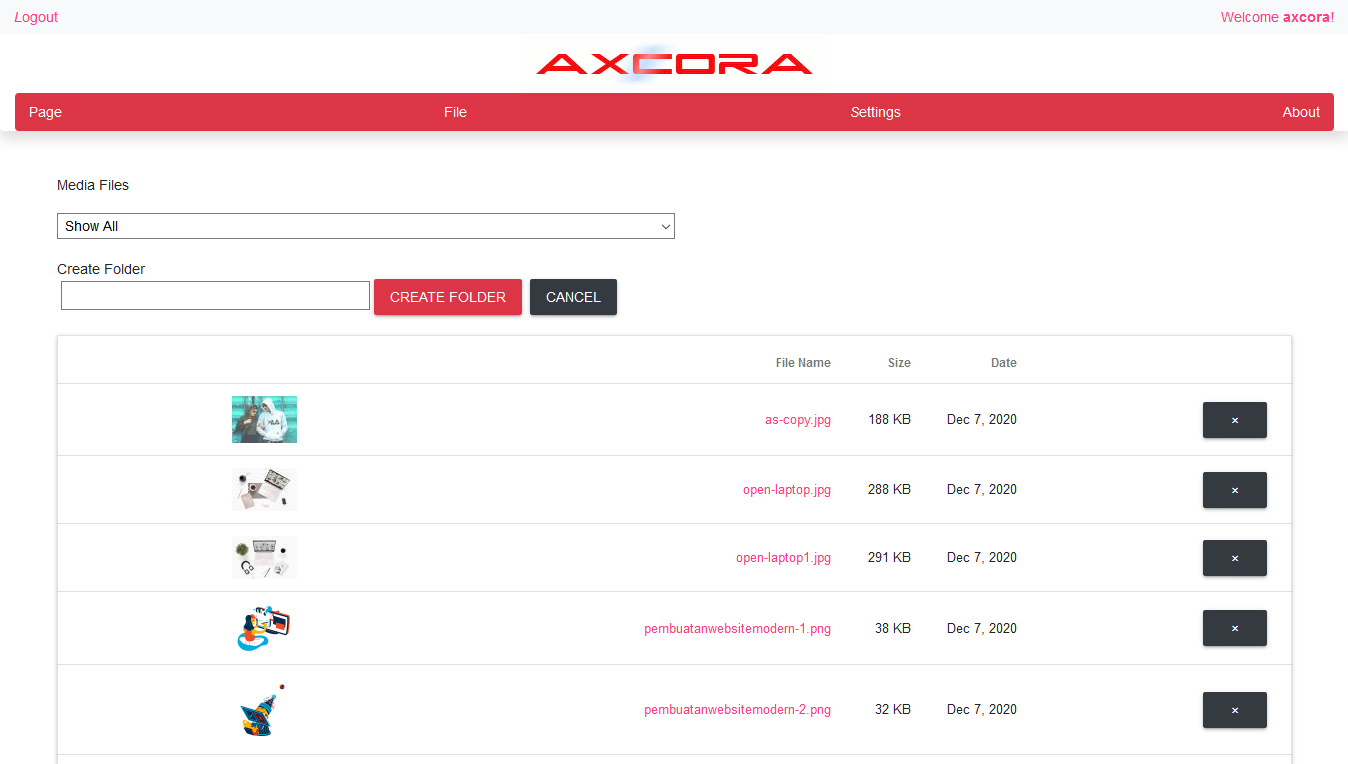 Logout
Welcome axcora!
AXCORA
Page File Settings About
Media Files
Show All
Create Folder
CREATE FOLDER CANCEL
File Name Size Date
as-copy.jpg 188 KB Dec 7, 2020 ×
open-laptop.jpg 288 KB Dec 7, 2020 ×
open-laptop1.jpg 291 KB Dec 7, 2020 ×
pembuatanwebsitemodern-1.png 38 KB Dec 7, 2020 ×
pembuatanwebsitemodern-2.png 32 KB Dec 7, 2020 ×